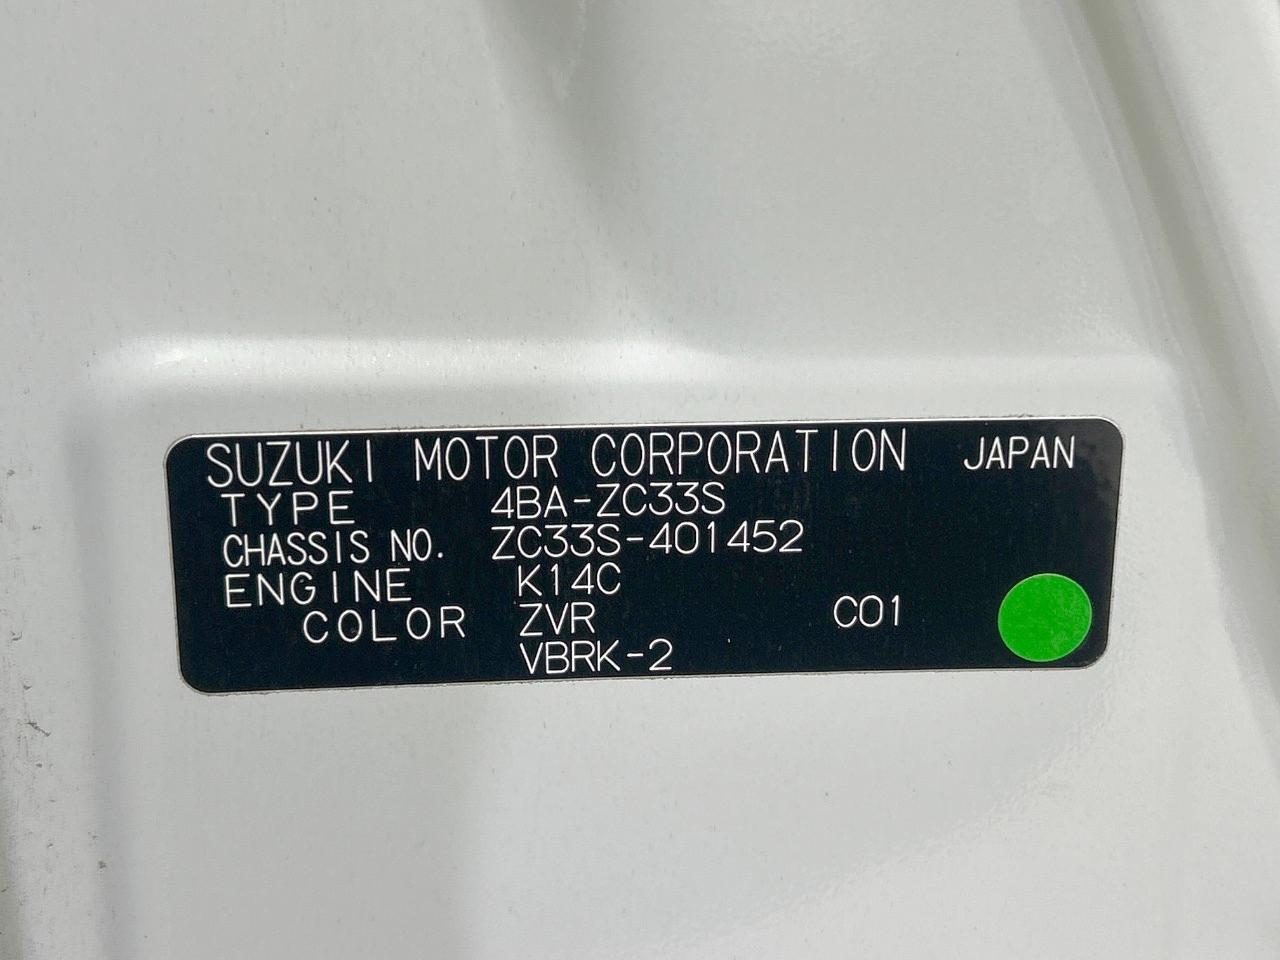 SUZUKI MOTOR CORPORATION JAPAN
TYPE 4BA-ZC33S
CHASSIS NO. ZC33S-401452
ENGINE K14C
COLOR ZVR C01
VBRK-2